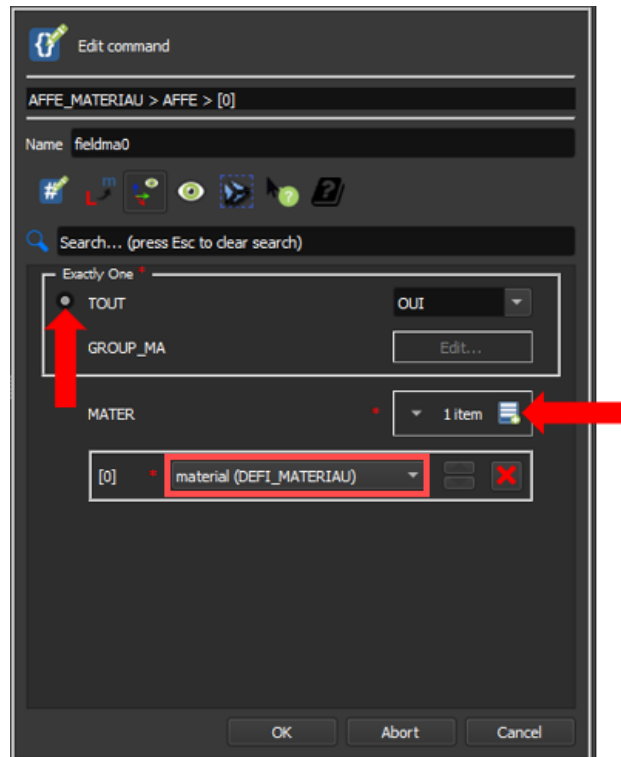 Edit command
AFFE_MATERIAU > AFFE > [0]
Name fieldma0
Search... (press Esc to clear search)
Exactly One *
TOUT OUI
GROUP_MA Edit...
MATER * 1 item
[0] * material (DEFI_MATERIAU)
OK Abort Cancel